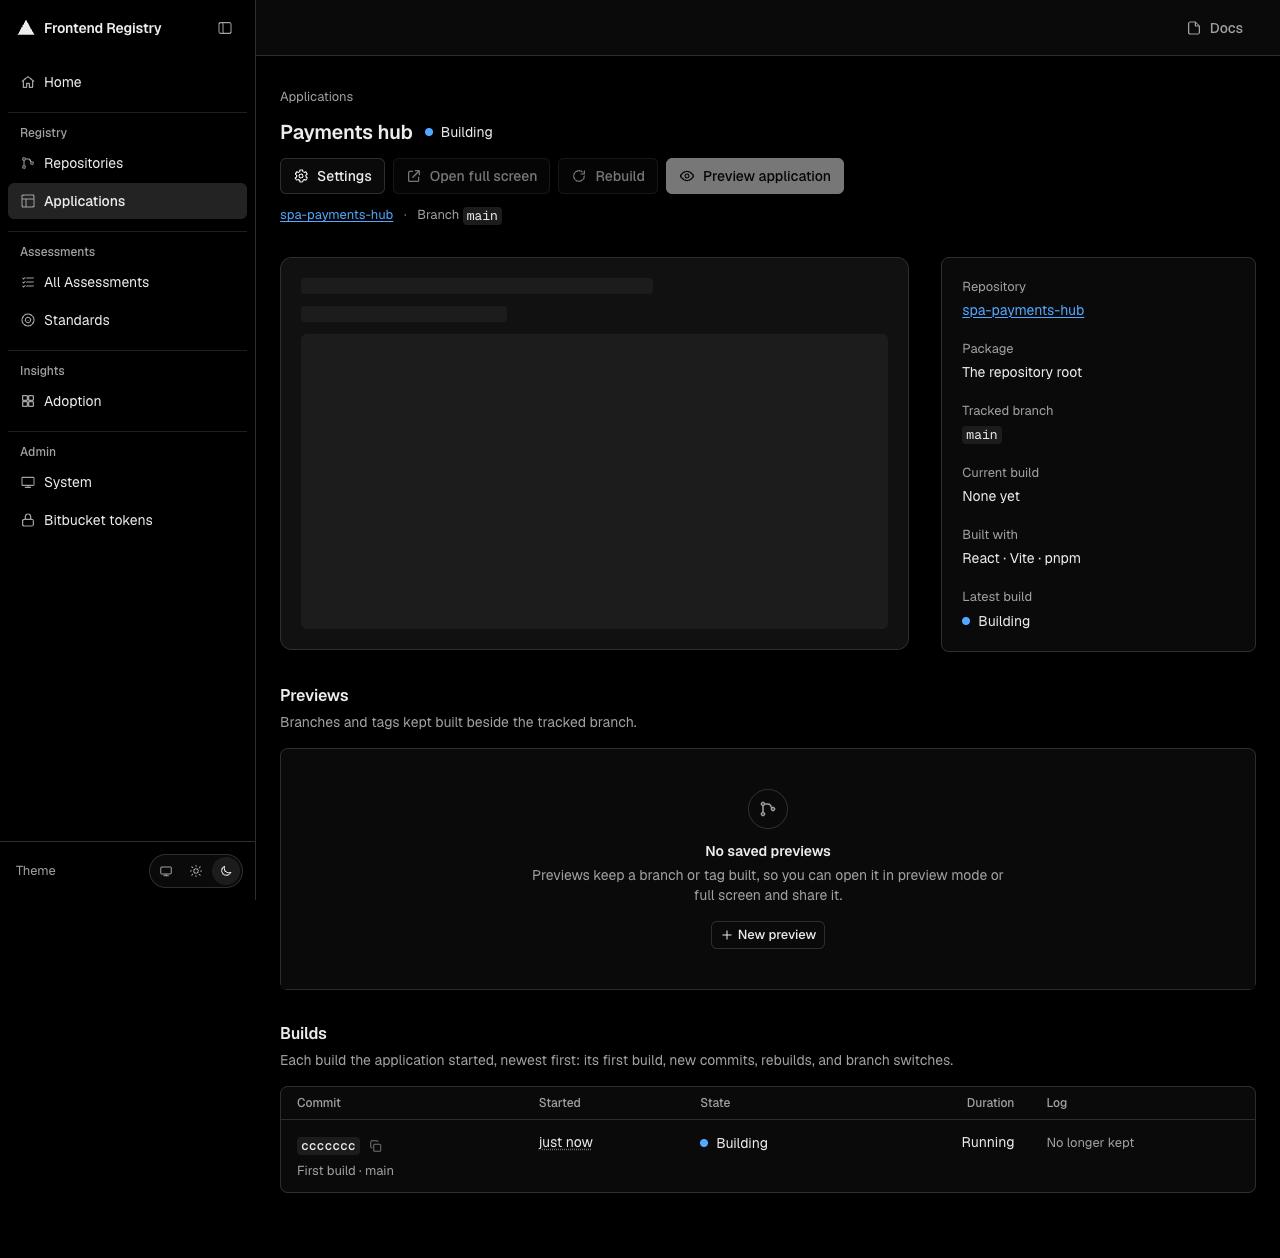 Frontend Registry
Docs
Home
Registry
Repositories
Applications
Assessments
All Assessments
Standards
Insights
Adoption
Admin
System
Bitbucket tokens
Theme
Applications
Payments hub
Building
Settings
Open full screen
Rebuild
Preview application
spa-payments-hub · Branch main
Repository
spa-payments-hub
Package
The repository root
Tracked branch
main
Current build
None yet
Built with
React · Vite · pnpm
Latest build
Building
Previews
Branches and tags kept built beside the tracked branch.
No saved previews
Previews keep a branch or tag built, so you can open it in preview mode or
full screen and share it.
New preview
Builds
Each build the application started, newest first: its first build, new commits, rebuilds, and branch switches.
Commit Started State Duration Log
ccccccc just now Building Running No longer kept
First build · main